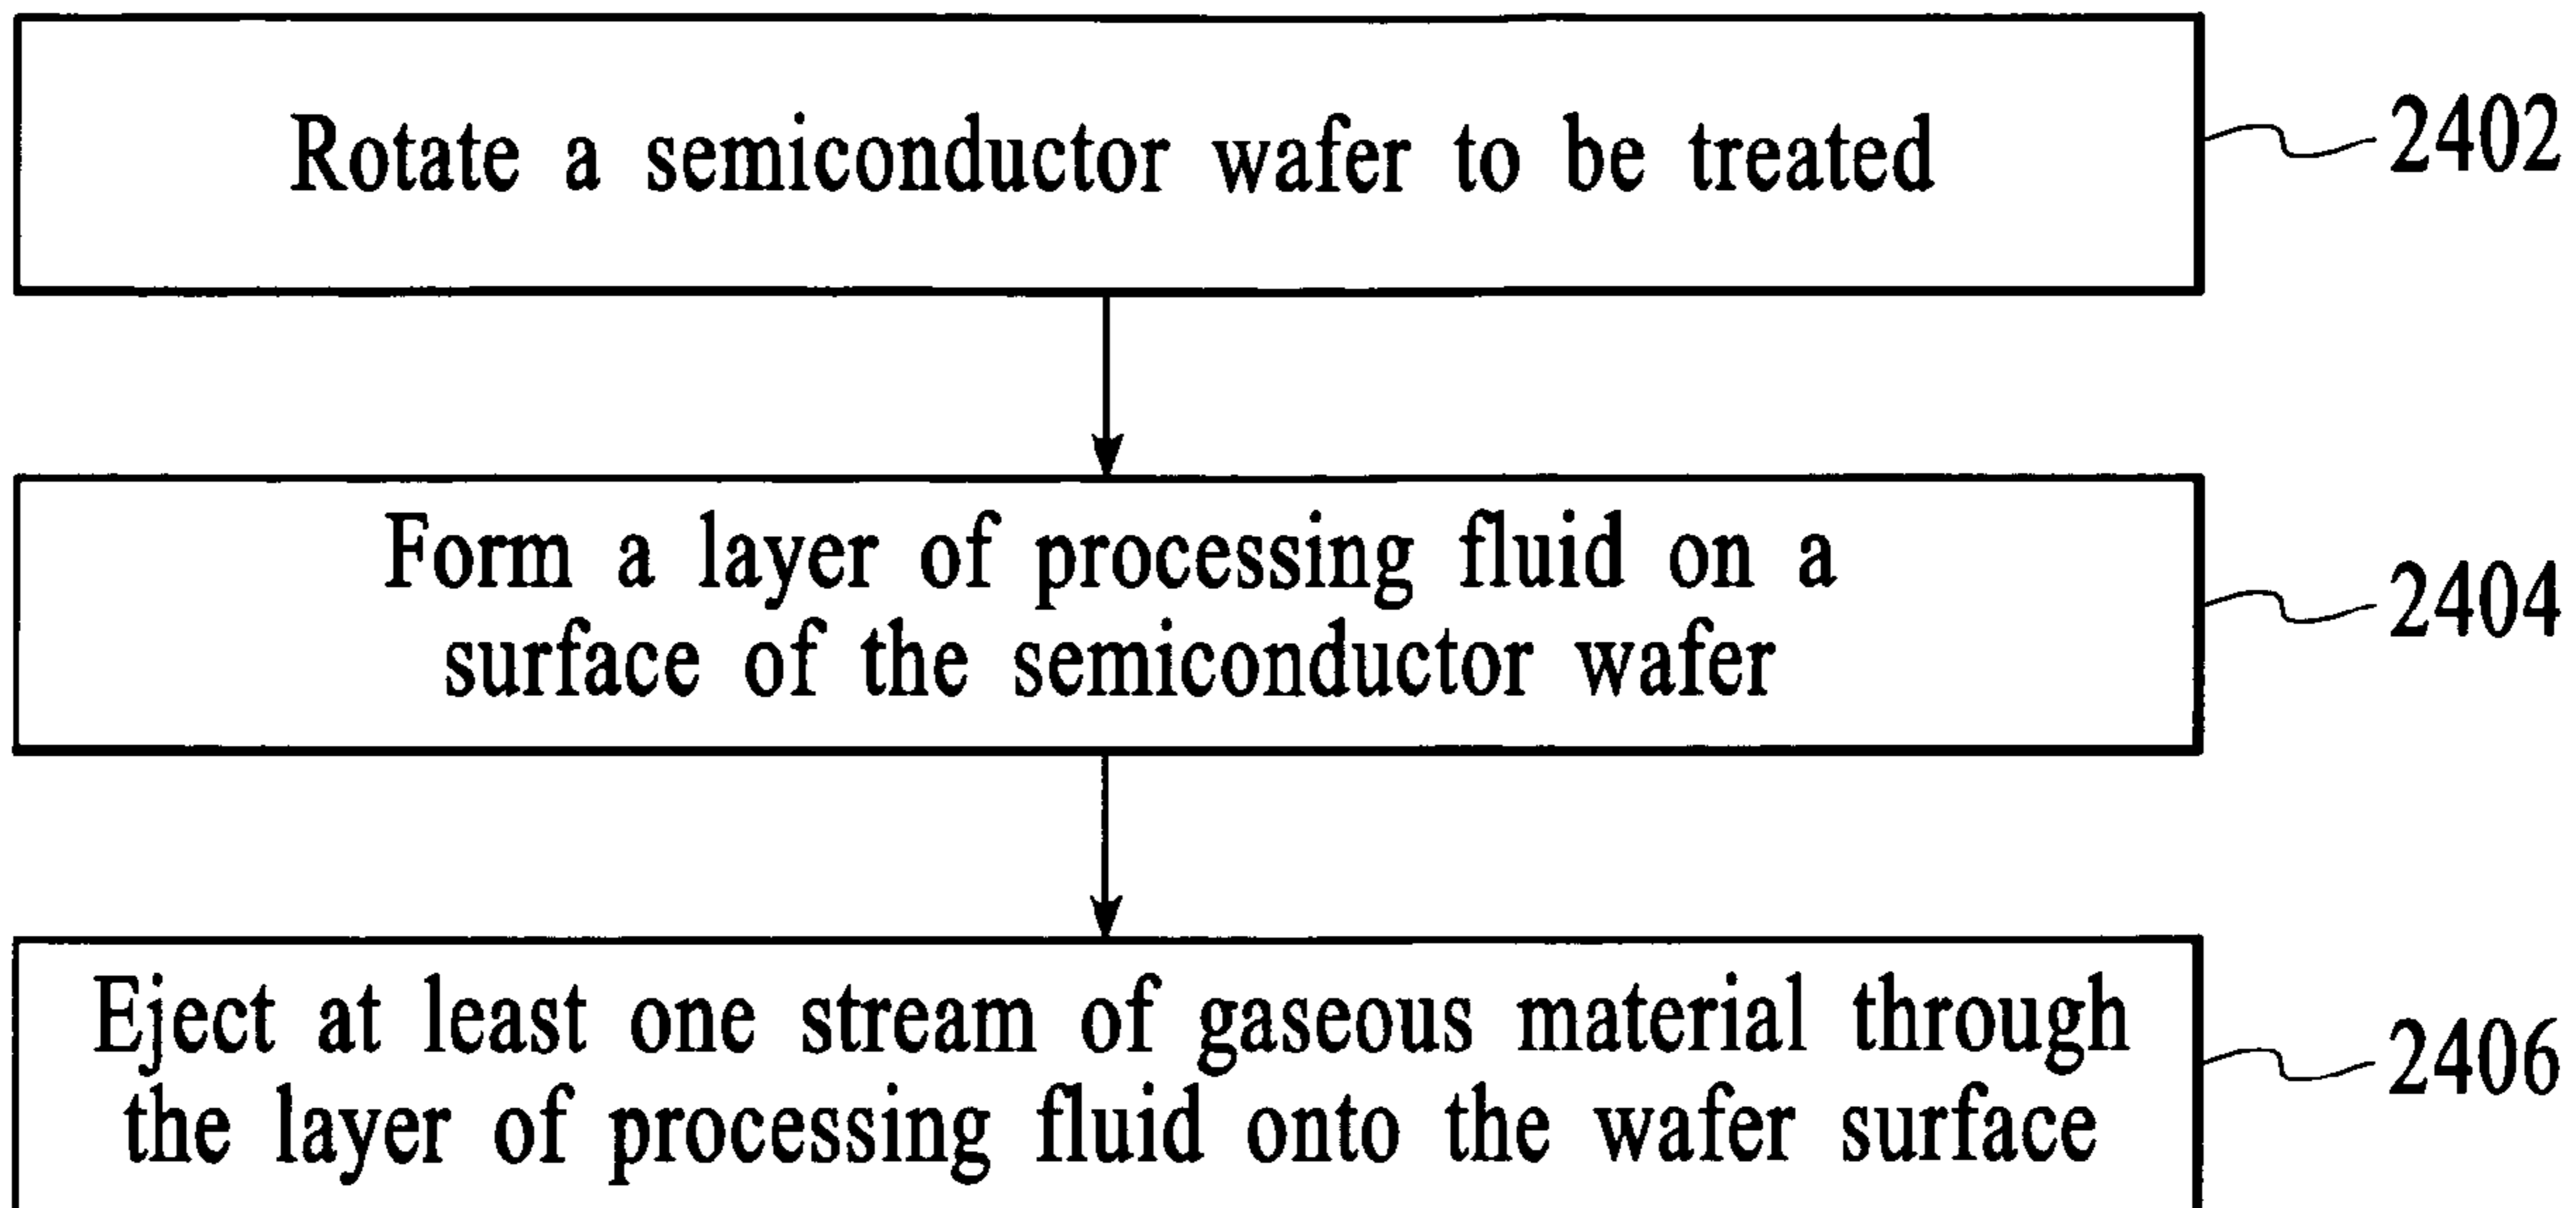 Rotate a semiconductor wafer to be treated
2402
Form a layer of processing fluid on a
surface of the semiconductor wafer
2404
Eject at least one stream of gaseous material through
the layer of processing fluid onto the wafer surface
2406